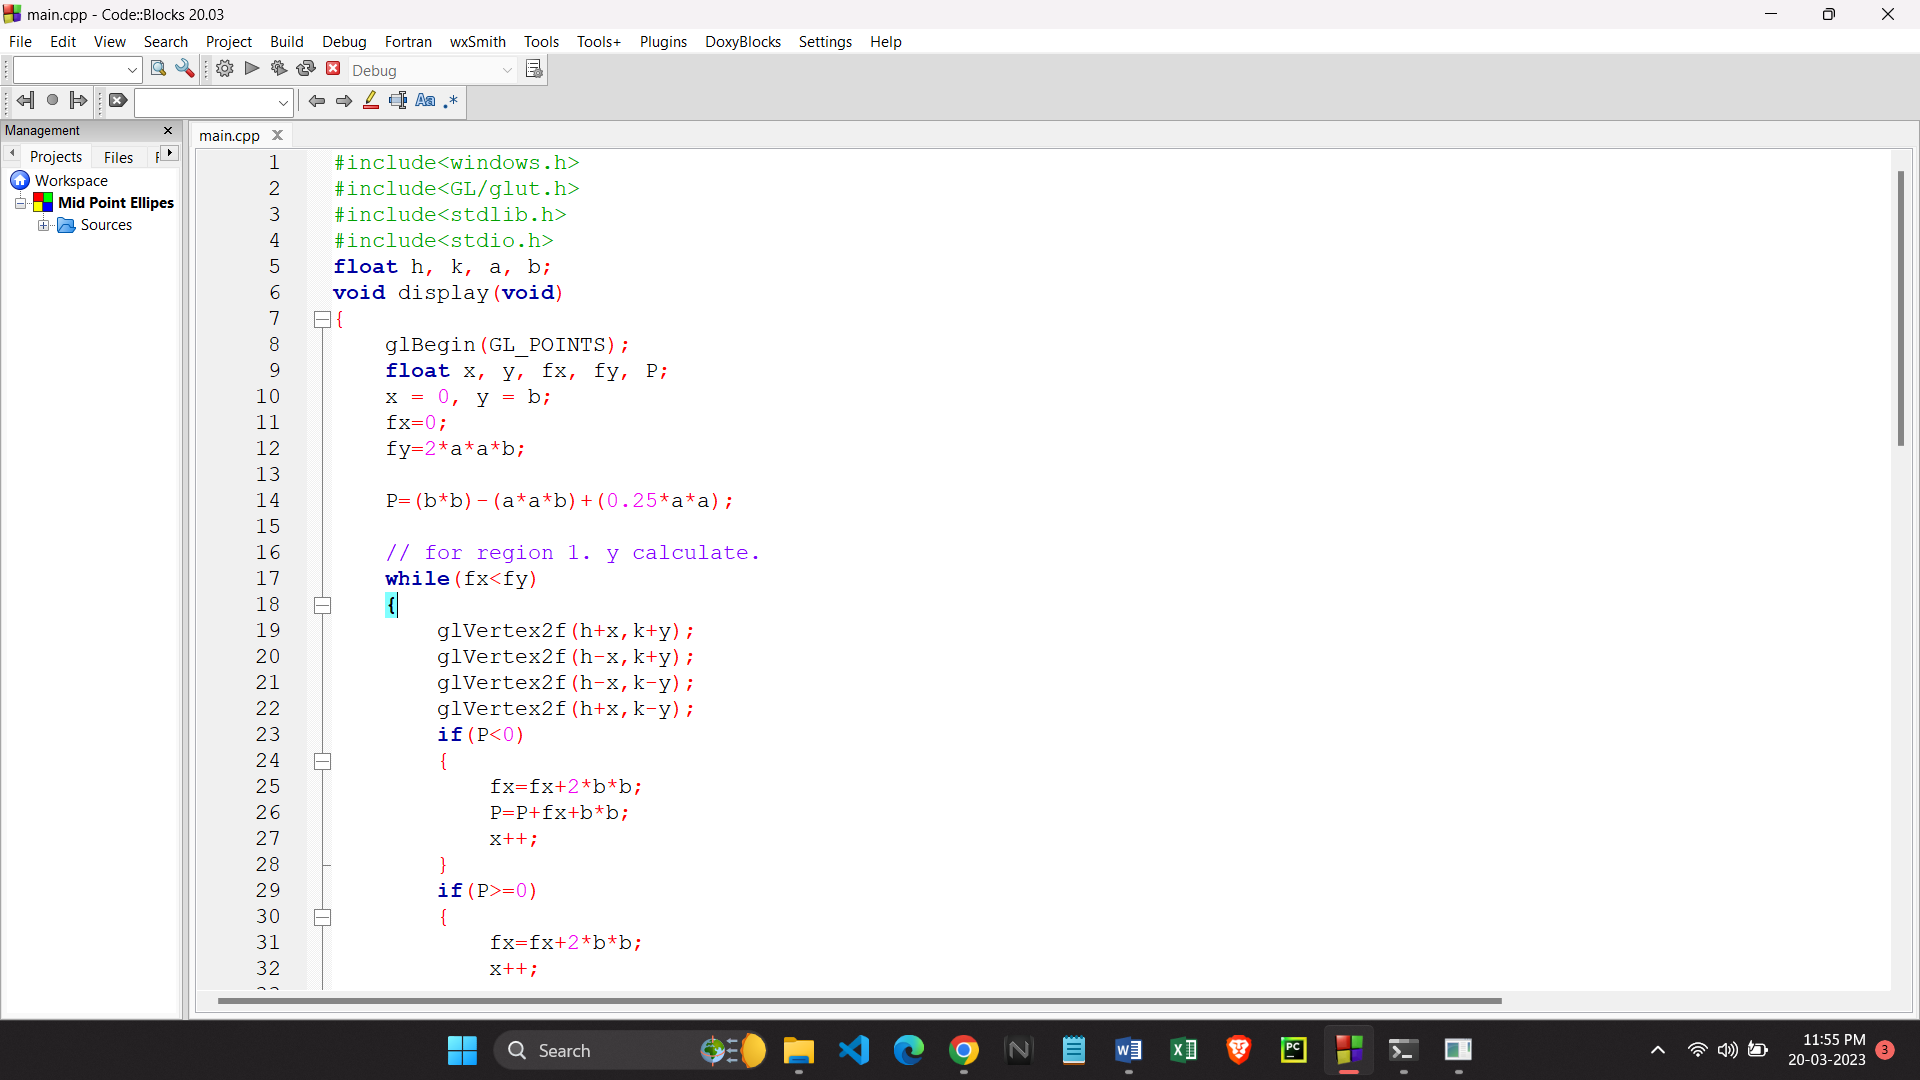 main.cpp - Code::Blocks 20.03
File Edit View Search Project Build Debug Fortran wxSmith Tools Tools+ Plugins DoxyBlocks Settings Help
Debug
Aa .*
Management
main.cpp
Projects Files
Workspace
Mid Point Ellipes
Sources
1 #include<windows.h>
2 #include<GL/glut.h>
3 #include<stdlib.h>
4 #include<stdio.h>
5 float h, k, a, b;
6 void display(void)
7 {
8 glBegin(GL_POINTS);
9 float x, y, fx, fy, P;
10 x = 0, y = b;
11 fx=0;
12 fy=2*a*a*b;
13
14 P=(b*b)-(a*a*b)+(0.25*a*a);
15
16 // for region 1. y calculate.
17 while(fx<fy)
18 {
19 glVertex2f(h+x,k+y);
20 glVertex2f(h-x,k+y);
21 glVertex2f(h-x,k-y);
22 glVertex2f(h+x,k-y);
23 if(P<0)
24 {
25 fx=fx+2*b*b;
26 P=P+fx+b*b;
27 x++;
28 }
29 if(P>=0)
30 {
31 fx=fx+2*b*b;
32 x++;
Search
PC
11:55 PM
20-03-2023
3